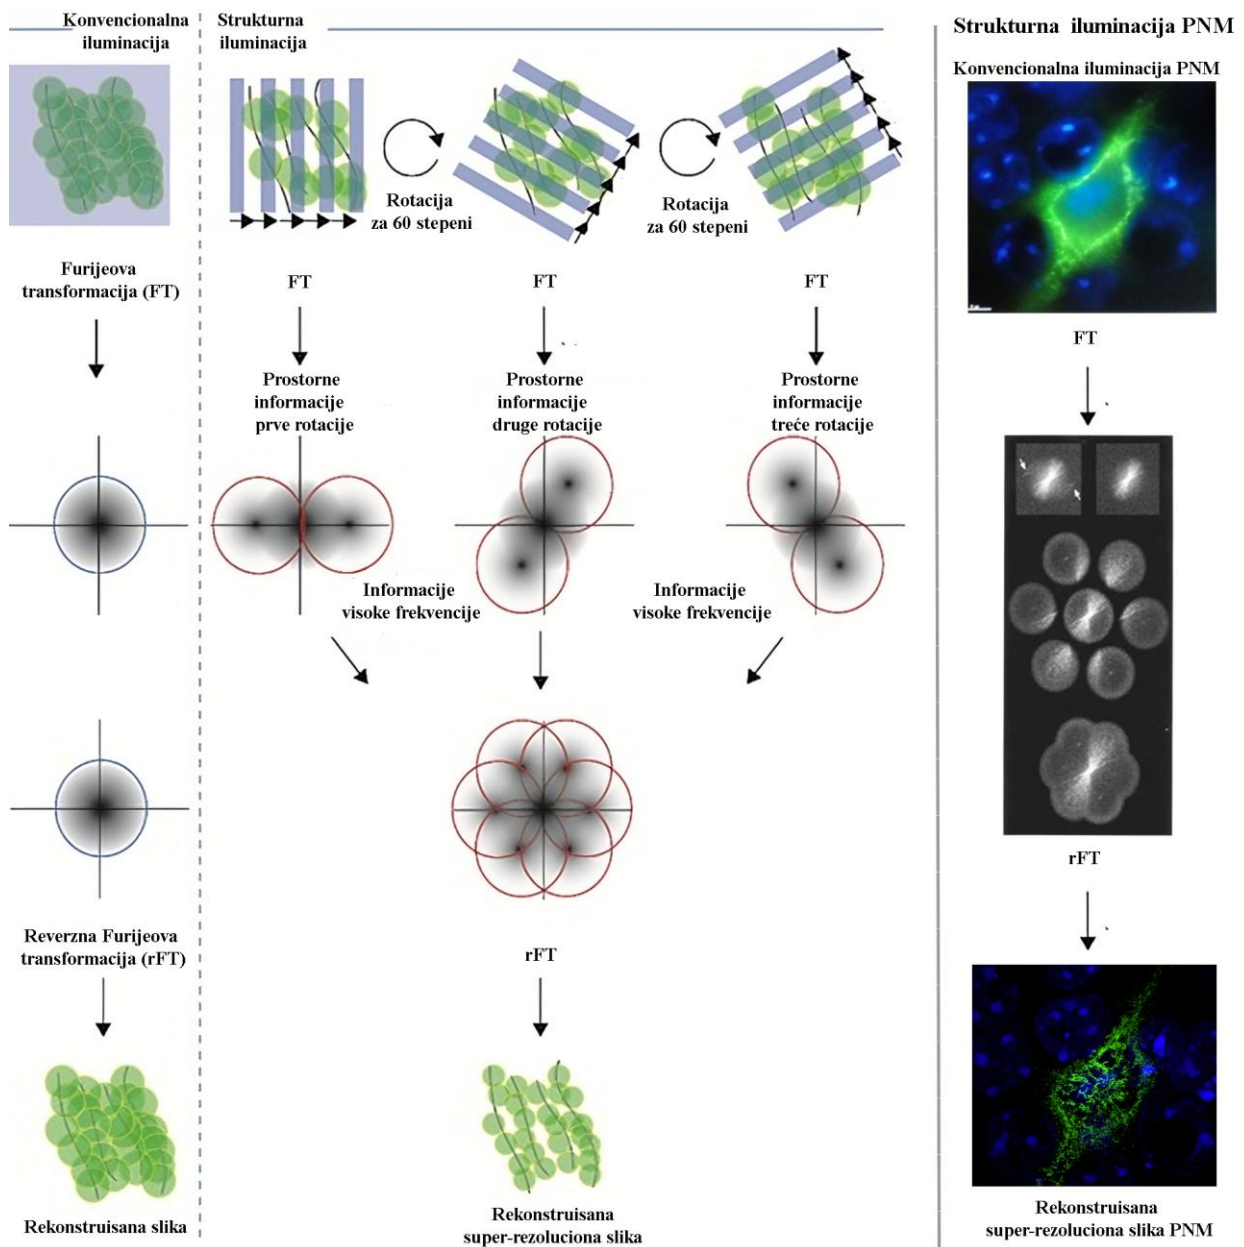 Konvencionalna
iluminacija
Strukturna
iluminacija
Rotacija
za 60 stepeni
Rotacija
za 60 stepeni
Furijeova
transformacija (FT)
FT
FT
FT
Prostorne
informacije
prve rotacije
Prostorne
informacije
druge rotacije
Prostorne
informacije
treće rotacije
Informacije
visoke frekvencije
Informacije
visoke frekvencije
Reverzna Furijeova
transformacija (rFT)
rFT
Rekonstruisana slika
Rekonstruisana
super-rezoluciona slika
Strukturna iluminacija PNM
Konvencionalna iluminacija PNM
FT
rFT
Rekonstruisana
super-rezoluciona slika PNM